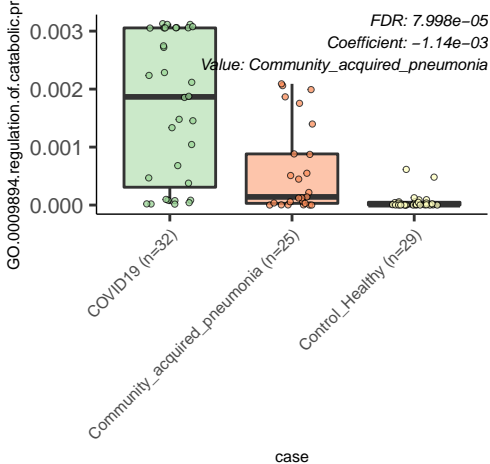 GO.0009894.regulation.of.catabolic.pr
0.003
0.002
0.001
0.000
FDR: 7.998e−05
Coefficient: −1.14e−03
Value: Community_acquired_pneumonia
COVID19 (n=32)
Community_acquired_pneumonia (n=25)
Control_Healthy (n=29)
case